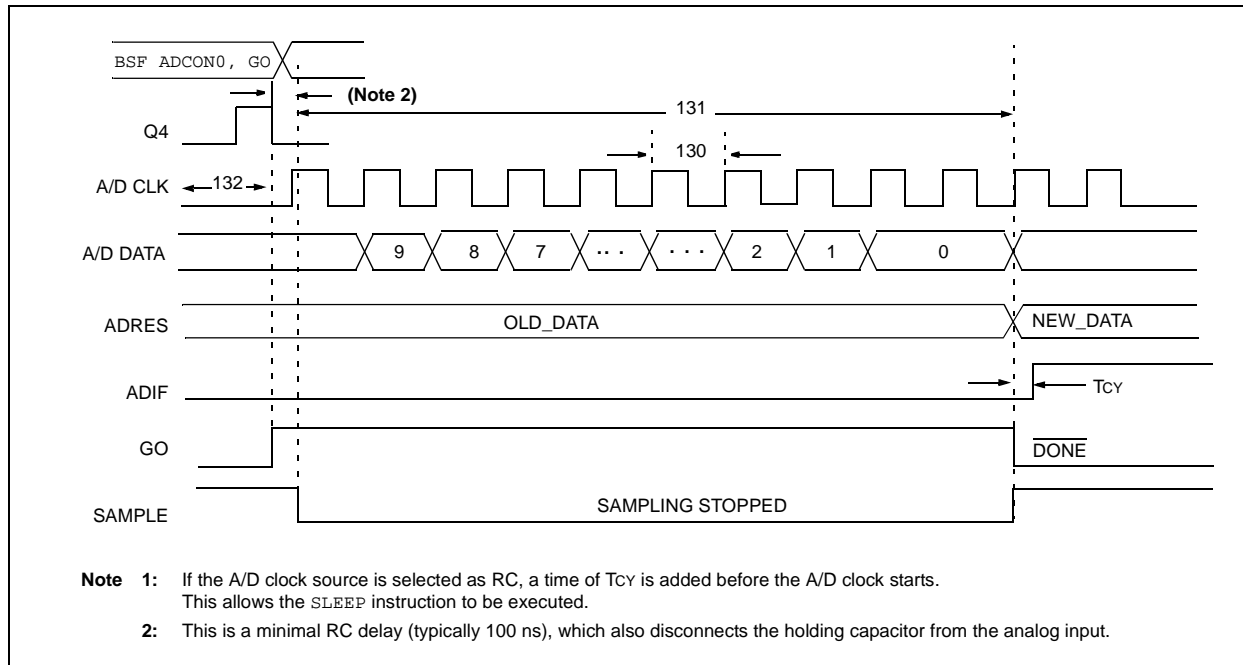 BSF ADCON0, GO
(Note 2)
131
Q4
130
A/D CLK
132
A/D DATA
9 8 7 . . . . . . 2 1 0
ADRES
OLD_DATA
NEW_DATA
ADIF
TCY
GO
DONE
SAMPLE
SAMPLING STOPPED
Note 1: If the A/D clock source is selected as RC, a time of TCY is added before the A/D clock starts.
This allows the SLEEP instruction to be executed.
2: This is a minimal RC delay (typically 100 ns), which also disconnects the holding capacitor from the analog input.